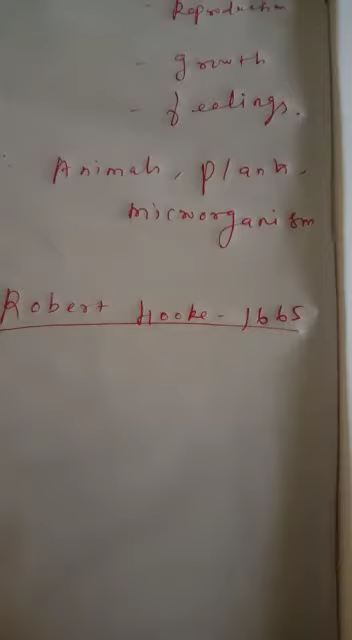 - Reproduction
- growth
- feelings.
Animals, plants,
microorganism
Robert Hooke - 1665